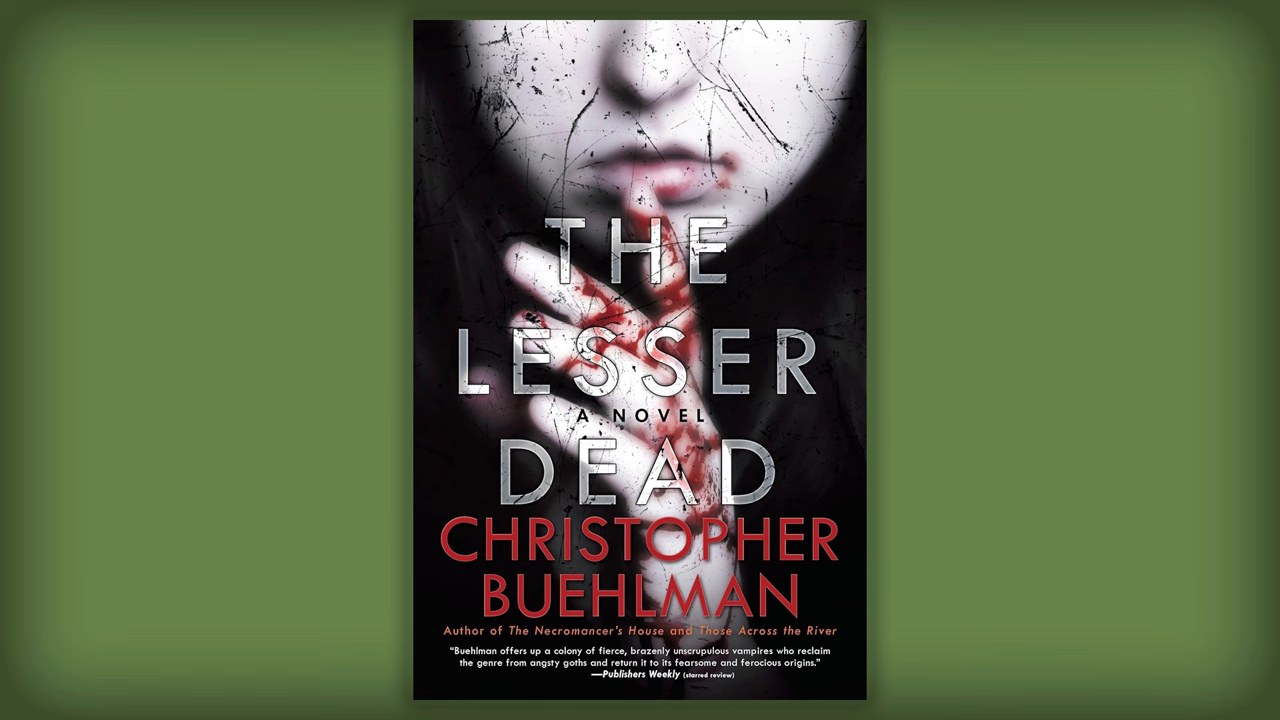 THE
LESSER
A NOVEL
DEAD
CHRISTOPHER
BUEHLMAN
Author of The Necromancer's House and Those Across the River
“Buehlman offers up a colony of fierce, brazenly unscrupulous vampires who reclaim
the genre from angsty goths and return it to its fearsome and ferocious origins.”
—Publishers Weekly (starred review)